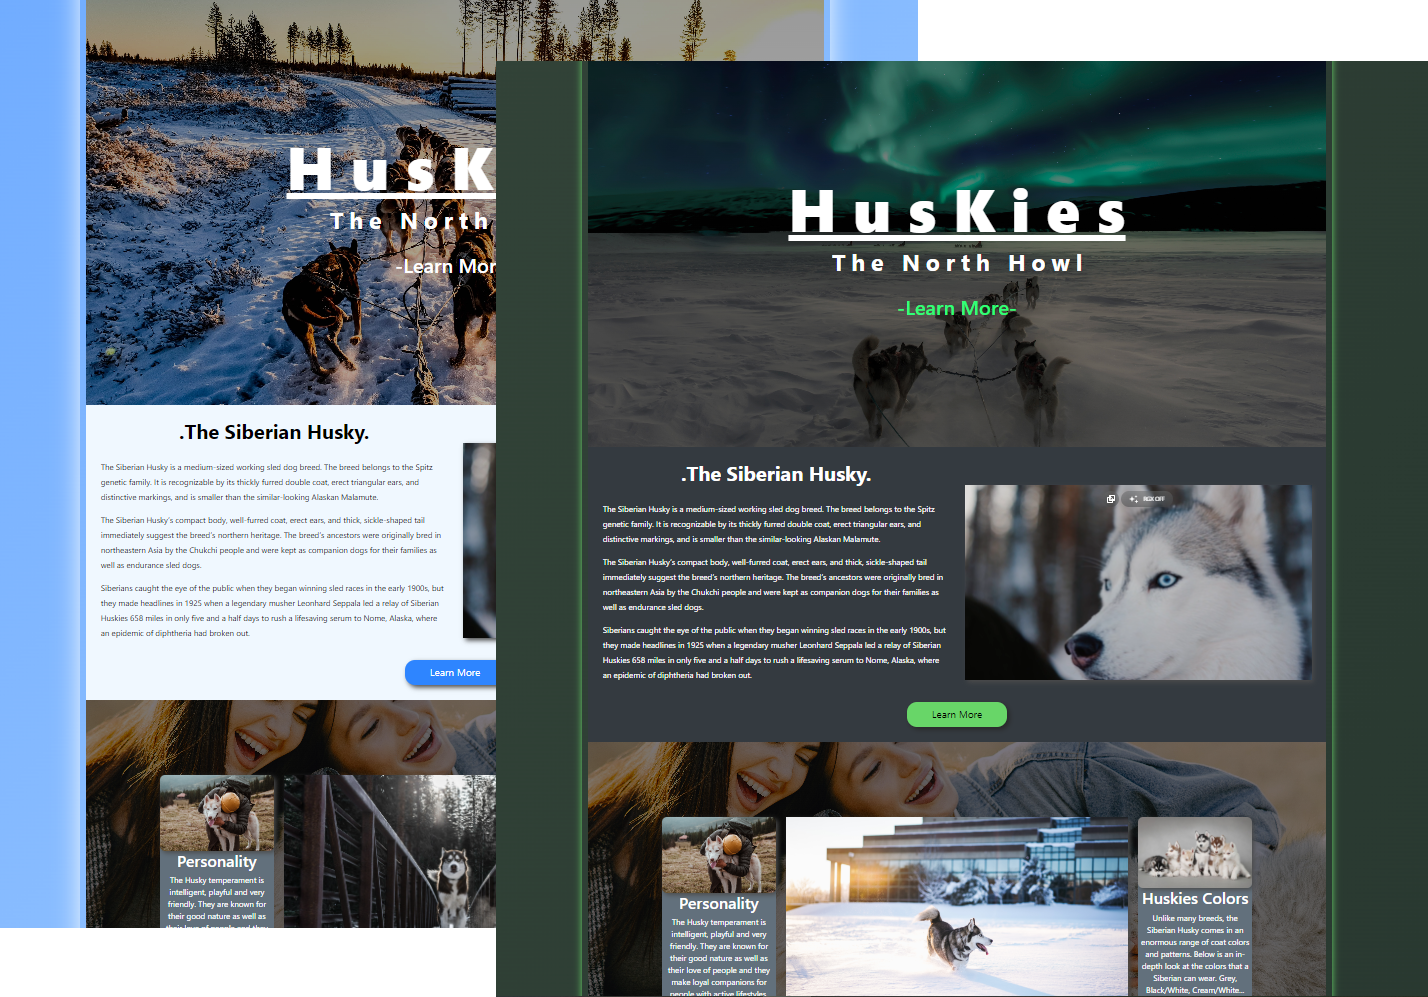 HusK
The North
-Learn Mor
.The Siberian Husky.
The Siberian Husky is a medium-sized working sled dog breed. The breed belongs to the Spitz
genetic family. It is recognizable by its thickly furred double coat, erect triangular ears, and
distinctive markings, and is smaller than the similar-looking Alaskan Malamute.
The Siberian Husky's compact body, well-furred coat, erect ears, and thick, sickle-shaped tail
immediately suggest the breed's northern heritage. The breed's ancestors were originally bred in
northeastern Asia by the Chukchi people and were kept as companion dogs for their families as
well as endurance sled dogs.
Siberians caught the eye of the public when they began winning sled races in the early 1900s, but
they made headlines in 1925 when a legendary musher Leonhard Seppala led a relay of Siberian
Huskies 658 miles in only five and a half days to rush a lifesaving serum to Nome, Alaska, where
an epidemic of diphtheria had broken out.
Learn More
Personality
The Husky temperament is
intelligent, playful and very
friendly. They are known for
their good nature as well as
their love of people and they
HusKies
The North Howl
-Learn More-
.The Siberian Husky.
The Siberian Husky is a medium-sized working sled dog breed. The breed belongs to the Spitz
genetic family. It is recognizable by its thickly furred double coat, erect triangular ears, and
distinctive markings, and is smaller than the similar-looking Alaskan Malamute.
The Siberian Husky's compact body, well-furred coat, erect ears, and thick, sickle-shaped tail
immediately suggest the breed's northern heritage. The breed's ancestors were originally bred in
northeastern Asia by the Chukchi people and were kept as companion dogs for their families as
well as endurance sled dogs.
Siberians caught the eye of the public when they began winning sled races in the early 1900s, but
they made headlines in 1925 when a legendary musher Leonhard Seppala led a relay of Siberian
Huskies 658 miles in only five and a half days to rush a lifesaving serum to Nome, Alaska, where
an epidemic of diphtheria had broken out.
Learn More
Personality
The Husky temperament is
intelligent, playful and very
friendly. They are known for
their good nature as well as
their love of people and they
make loyal companions for
people with active lifestyles
Huskies Colors
Unlike many breeds, the
Siberian Husky comes in an
enormous range of coat colors
and patterns. Below is an in-
depth look at the colors that a
Siberian can wear. Grey,
Black/White, Cream/White...